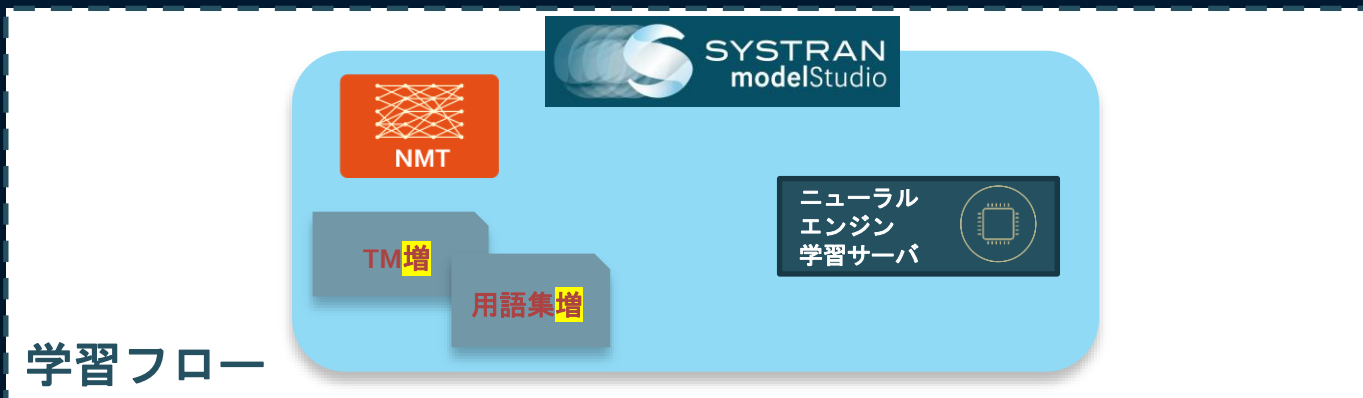 SYSTRAN
modelStudio
NMT
ニューラル
エンジン
学習サーバ
TM増
用語集増
学習フロー